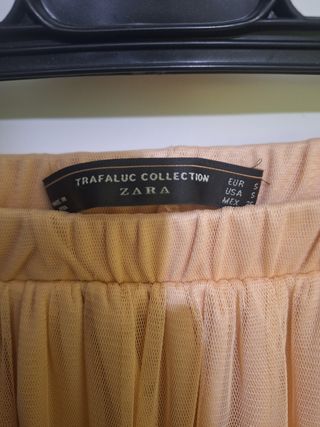 TRAFALUC COLLECTION
ZARA
EUR S
USA S
MEX